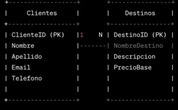 Clientes Destinos
ClienteID (PK) 1 N DestinoID (PK)
Nombre NombreDestino
Apellido Descripcion
Email PrecioBase
Telefono